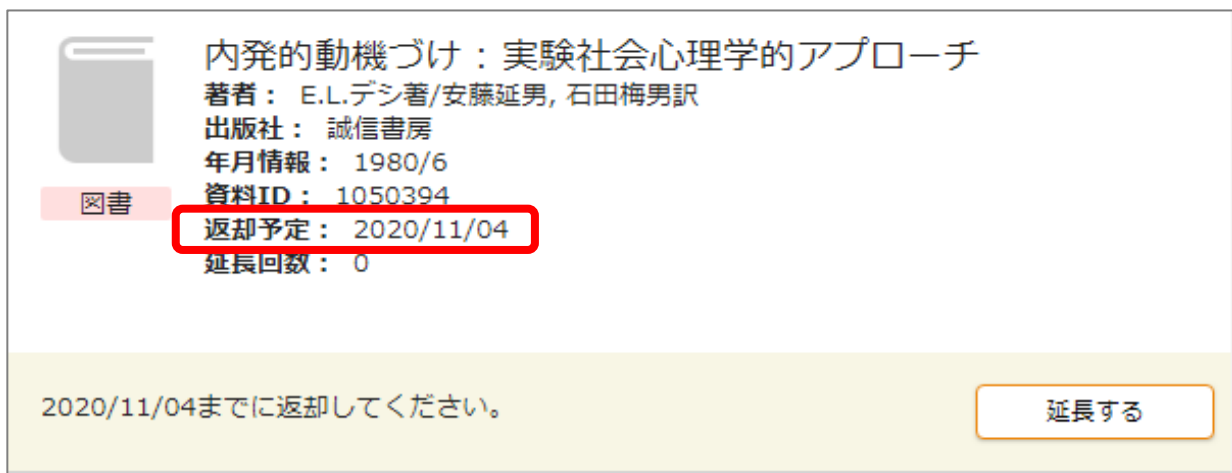 内発的動機づけ : 実験社会心理学的アプローチ
著者： E.L.デシ著/安藤延男, 石田梅男訳
出版社： 誠信書房
年月情報： 1980/6
図書
資料ID： 1050394
返却予定： 2020/11/04
延長回数： 0
2020/11/04までに返却してください。
延長する